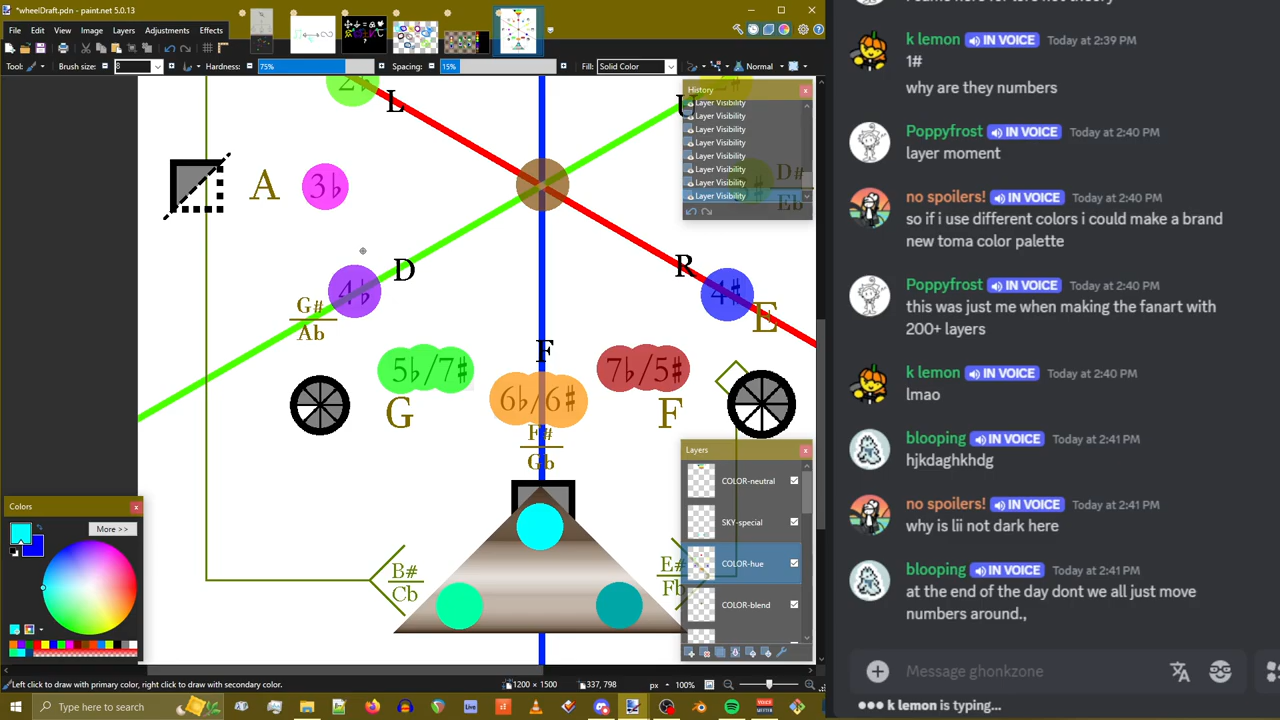 *wheelDraft.pdn - paint.net 5.0.13
File Edit View Image Layers Adjustments Effects
Tool: Brush size: 8 Hardness: 75% Spacing: 15% Fill: Solid Color Normal
2♭
L
U
A
3♭
D
4♭
G#
Ab
R
4♯
E
D#
Eb
F
5♭/7♯
6♭/6♯
7♭/5♯
G
F
F#
Gb
B#
Cb
E#
Fb
History
Layer Visibility
Layer Visibility
Layer Visibility
Layer Visibility
Layer Visibility
Layer Visibility
Layer Visibility
Layer Visibility
Layers
COLOR-neutral
SKY-special
COLOR-hue
COLOR-blend
Colors
More >>
Left click to draw with primary color, right click to draw with secondary color.
1200 × 1500
337, 798
px
100%
Type here to search
k lemon IN VOICE Today at 2:39 PM
1#
why are they numbers
Poppyfrost IN VOICE Today at 2:40 PM
layer moment
no spoilers! IN VOICE Today at 2:40 PM
so if i use different colors i could make a brand
new toma color palette
Poppyfrost IN VOICE Today at 2:40 PM
this was just me when making the fanart with
200+ layers
k lemon IN VOICE Today at 2:40 PM
lmao
blooping IN VOICE Today at 2:41 PM
hjkdaghkhdg
no spoilers! IN VOICE Today at 2:41 PM
why is lii not dark here
blooping IN VOICE Today at 2:41 PM
at the end of the day dont we all just move
numbers around.,
Message ghonkzone
k lemon is typing...